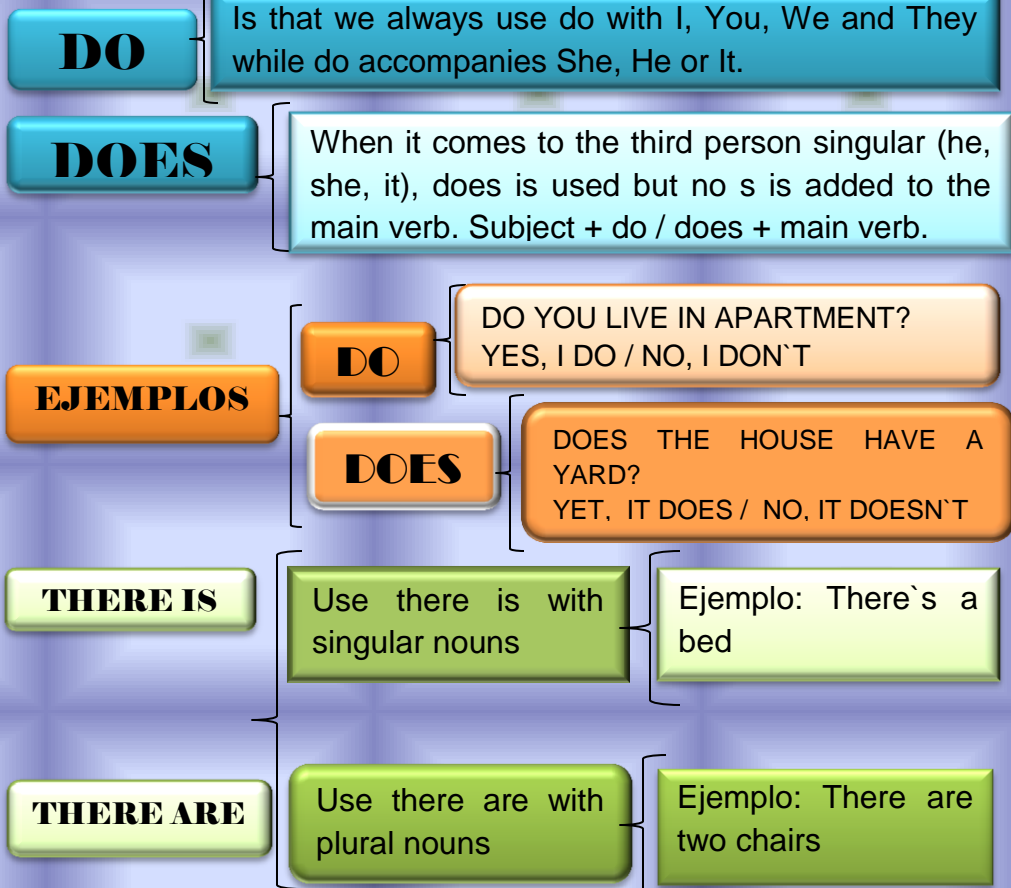 DO
Is that we always use do with I, You, We and They
while do accompanies She, He or It.
DOES
When it comes to the third person singular (he,
she, it), does is used but no s is added to the
main verb. Subject + do / does + main verb.
EJEMPLOS
DO
DO YOU LIVE IN APARTMENT?
YES, I DO / NO, I DON`T
DOES
DOES THE HOUSE HAVE A
YARD?
YET, IT DOES / NO, IT DOESN`T
THERE IS
Use there is with
singular nouns
Ejemplo: There`s a
bed
THERE ARE
Use there are with
plural nouns
Ejemplo: There are
two chairs